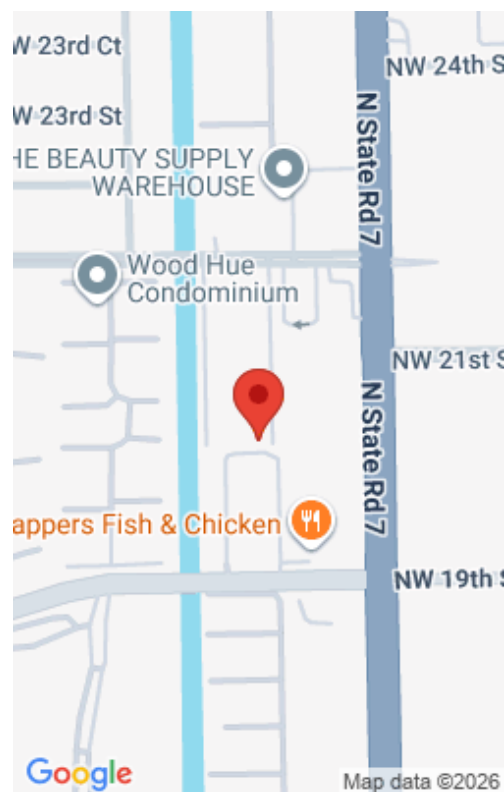 W 23rd Ct
NW 24th S
W 23rd St
N State Rd 7
HE BEAUTY SUPPLY
WAREHOUSE
Wood Hue
Condominium
NW 21st S
N State Rd 7
appers Fish & Chicken
NW 19th S
Google
Map data ©2026